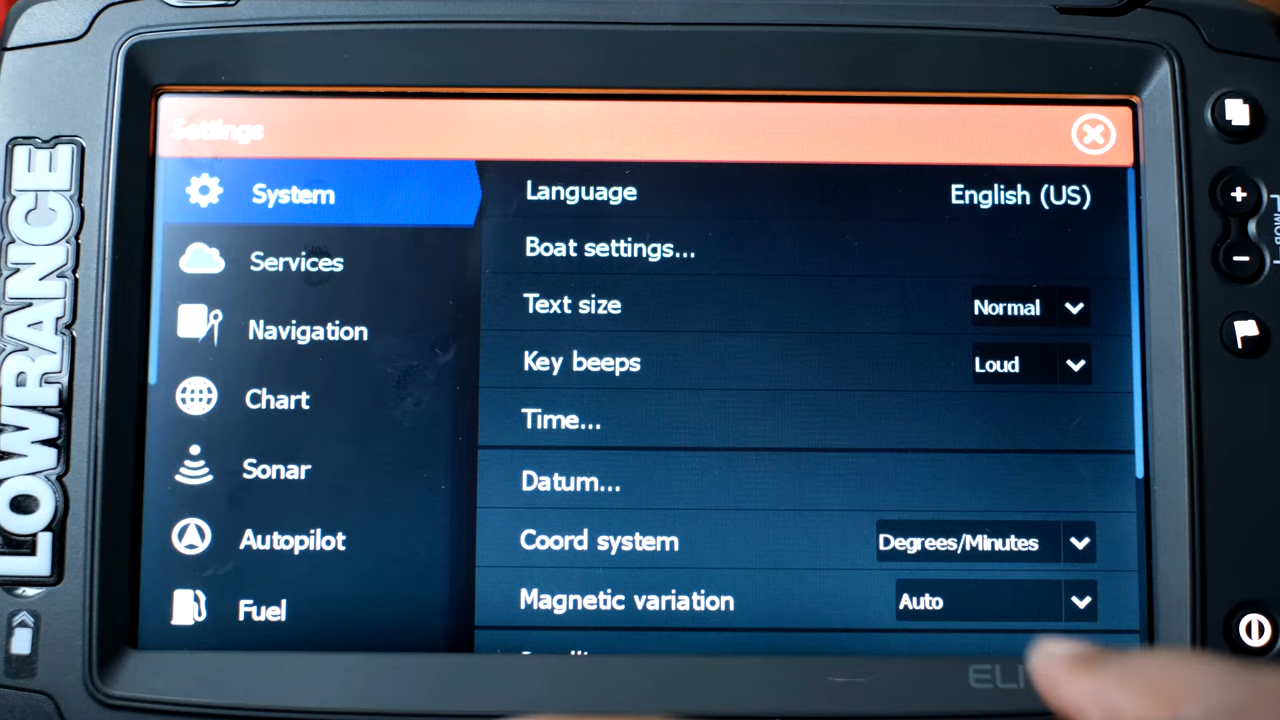 LOWRANCE
Settings
System
Services
Navigation
Chart
Sonar
Autopilot
Fuel
Language English (US)
Boat settings...
Text size Normal
Key beeps Loud
Time...
Datum...
Coord system Degrees/Minutes
Magnetic variation Auto